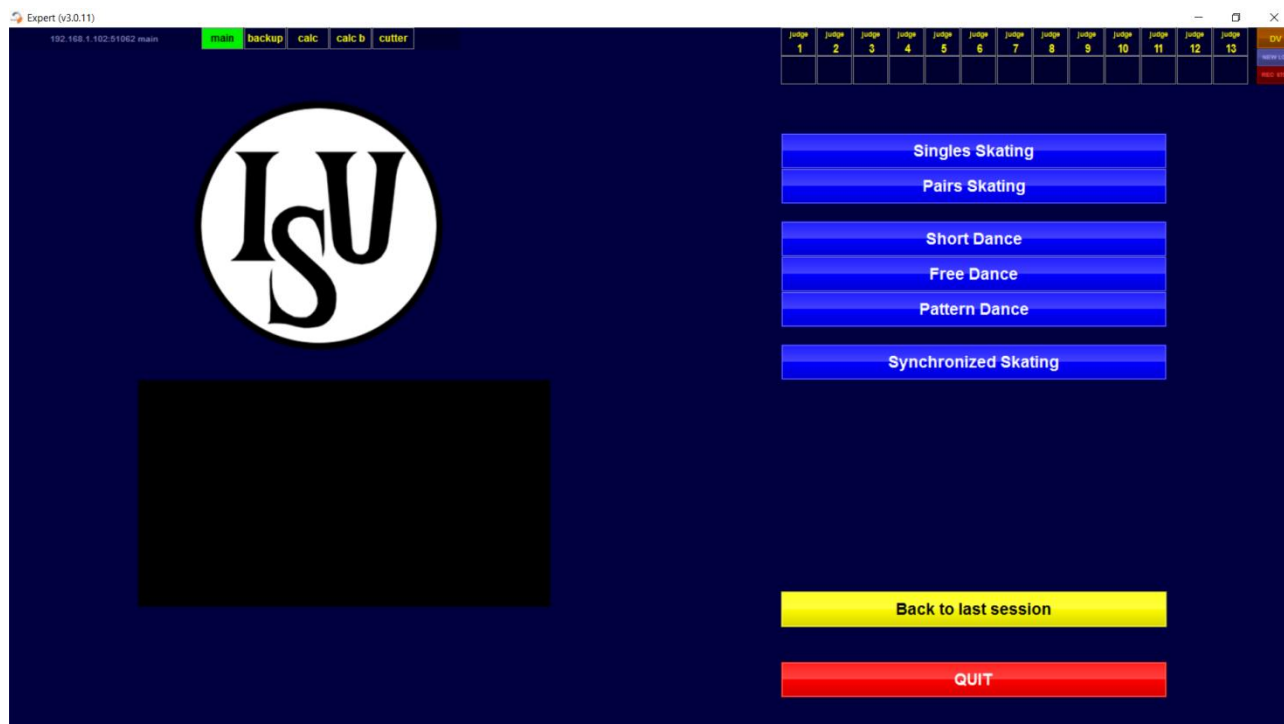 Expert (v3.0.11)
192.168.1.102:51062 main
main backup calc calc b cutter
judge judge judge judge judge judge judge judge judge judge judge judge judge
1 2 3 4 5 6 7 8 9 10 11 12 13
DV
ISU
Singles Skating
Pairs Skating
Short Dance
Free Dance
Pattern Dance
Synchronized Skating
Back to last session
QUIT